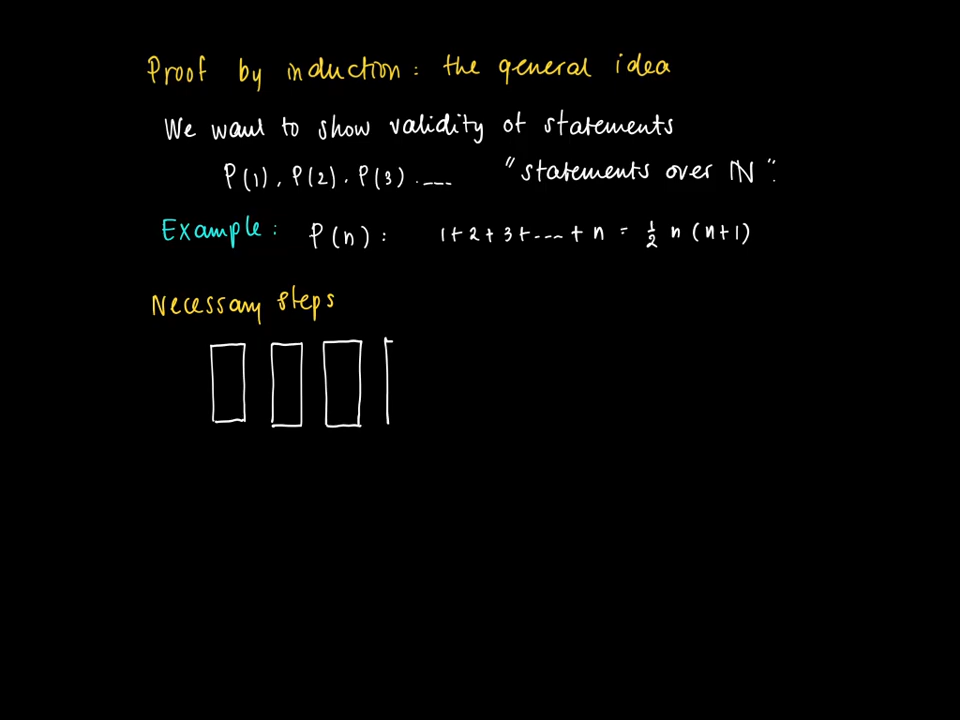 Proof by induction: the general idea
We want to show validity of statements
P(1), P(2), P(3) .... "statements over ℕ".
Example: P(n): 1+2+3+...+n = 1/2 n (n+1)
Necessary steps